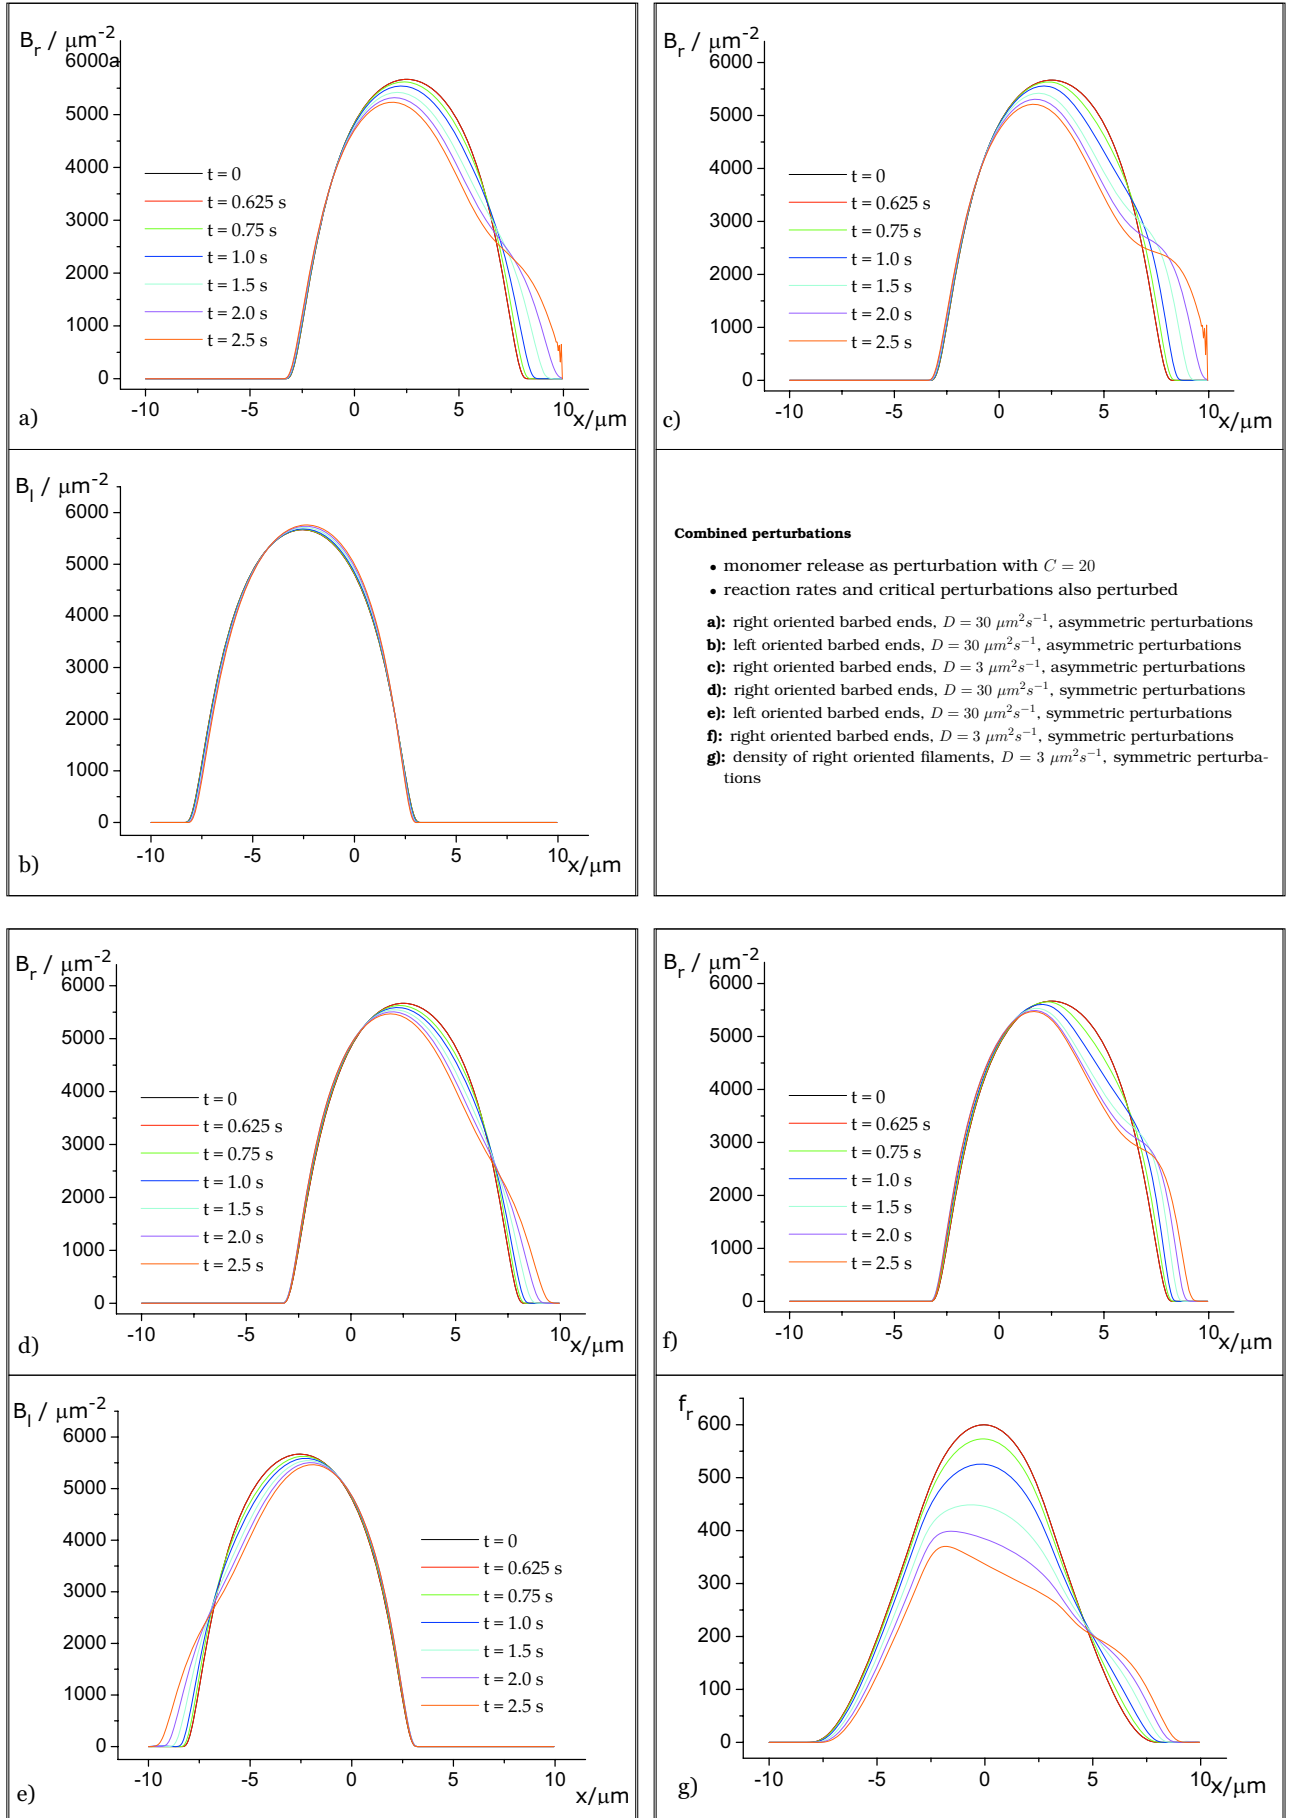 B_r / μm⁻²
6000a
5000
4000
3000
2000
1000
0
t = 0
t = 0.625 s
t = 0.75 s
t = 1.0 s
t = 1.5 s
t = 2.0 s
t = 2.5 s
-10 -5 0 5 10 x/μm
a)
B_r / μm⁻²
6000
5000
4000
3000
2000
1000
0
t = 0
t = 0.625 s
t = 0.75 s
t = 1.0 s
t = 1.5 s
t = 2.0 s
t = 2.5 s
-10 -5 0 5 10 x/μm
c)
B_l / μm⁻²
6000
5000
4000
3000
2000
1000
0
-10 -5 0 5 10 x/μm
b)
Combined perturbations
• monomer release as perturbation with C = 20
• reaction rates and critical perturbations also perturbed
a): right oriented barbed ends, D = 30 μm²s⁻¹, asymmetric perturbations
b): left oriented barbed ends, D = 30 μm²s⁻¹, asymmetric perturbations
c): right oriented barbed ends, D = 3 μm²s⁻¹, asymmetric perturbations
d): right oriented barbed ends, D = 30 μm²s⁻¹, symmetric perturbations
e): left oriented barbed ends, D = 30 μm²s⁻¹, symmetric perturbations
f): right oriented barbed ends, D = 3 μm²s⁻¹, symmetric perturbations
g): density of right oriented filaments, D = 3 μm²s⁻¹, symmetric perturba-
tions
B_r / μm⁻²
6000
5000
4000
3000
2000
1000
0
t = 0
t = 0.625 s
t = 0.75 s
t = 1.0 s
t = 1.5 s
t = 2.0 s
t = 2.5 s
-10 -5 0 5 10 x/μm
d)
B_r / μm⁻²
6000
5000
4000
3000
2000
1000
0
t = 0
t = 0.625 s
t = 0.75 s
t = 1.0 s
t = 1.5 s
t = 2.0 s
t = 2.5 s
-10 -5 0 5 10 x/μm
f)
B_l / μm⁻²
6000
5000
4000
3000
2000
1000
0
t = 0
t = 0.625 s
t = 0.75 s
t = 1.0 s
t = 1.5 s
t = 2.0 s
t = 2.5 s
-10 -5 0 5 10
x/μm
e)
f_r
600
500
400
300
200
100
0
-10 -5 0 5 10 x/μm
g)